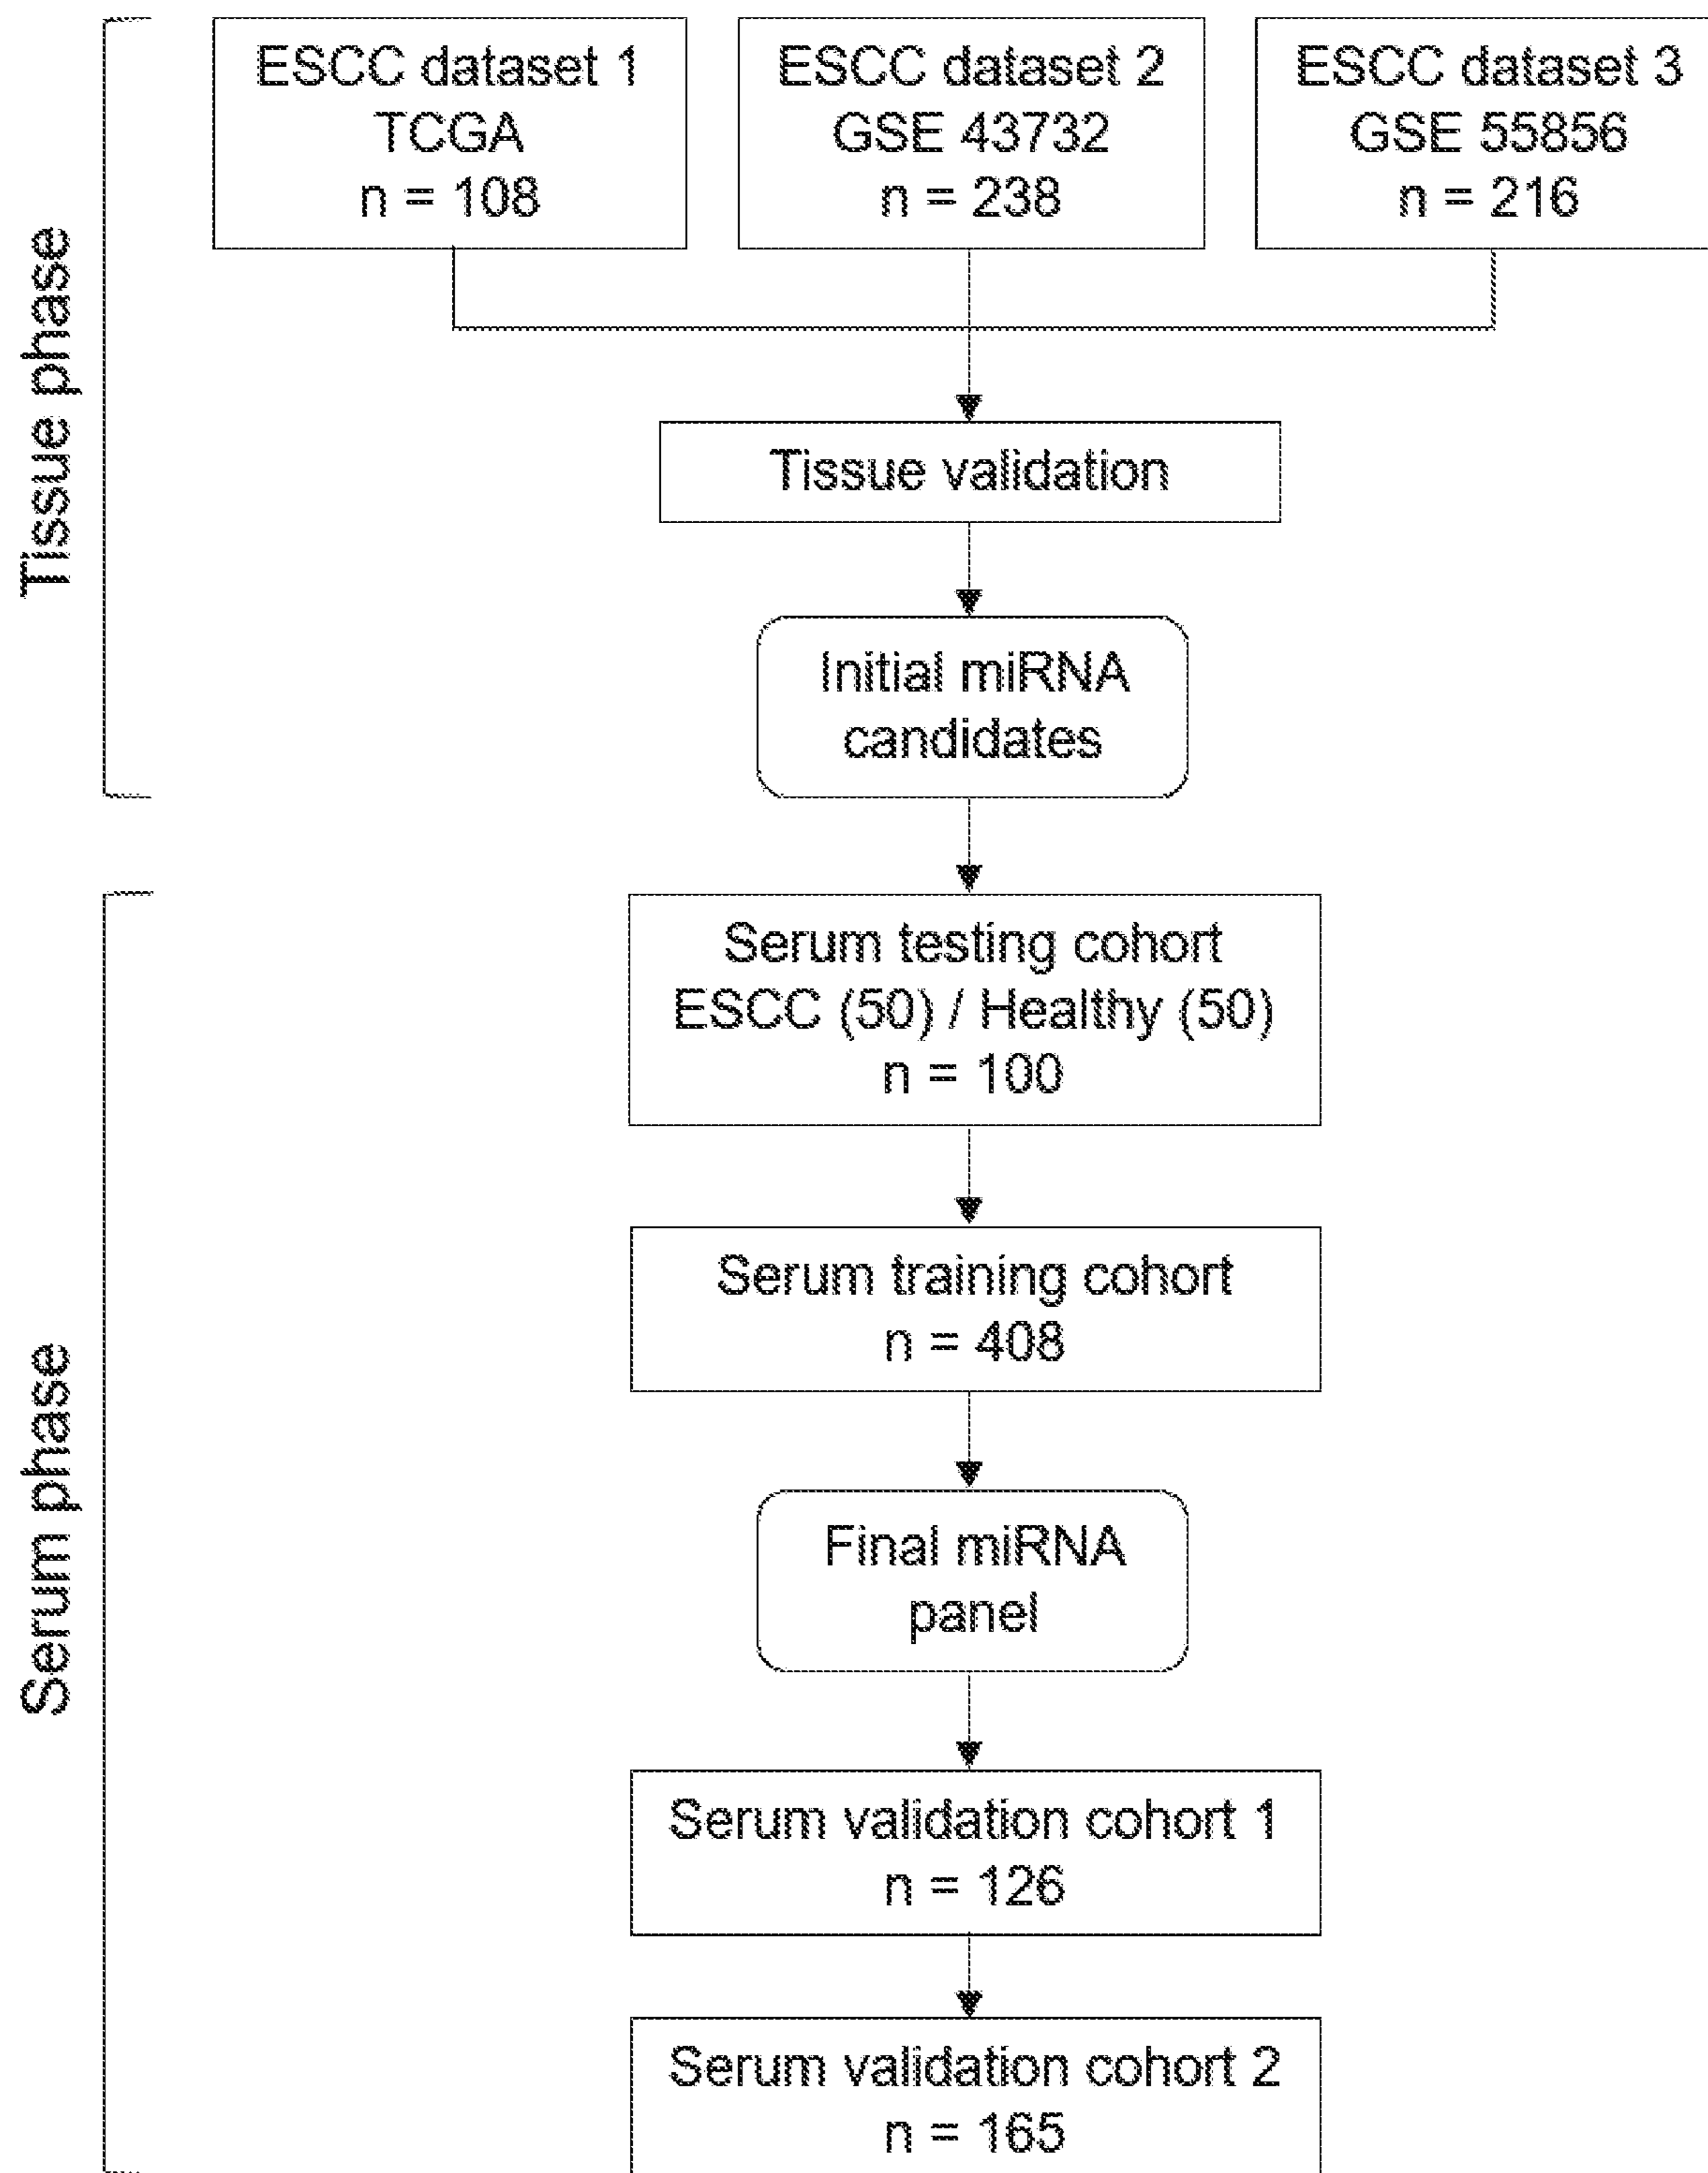 Tissue phase
ESCC dataset 1
TCGA
n = 108
ESCC dataset 2
GSE 43732
n = 238
ESCC dataset 3
GSE 55856
n = 216
Tissue validation
Initial miRNA
candidates
Serum phase
Serum testing cohort
ESCC (50) / Healthy (50)
n = 100
Serum training cohort
n = 408
Final miRNA
panel
Serum validation cohort 1
n = 126
Serum validation cohort 2
n = 165